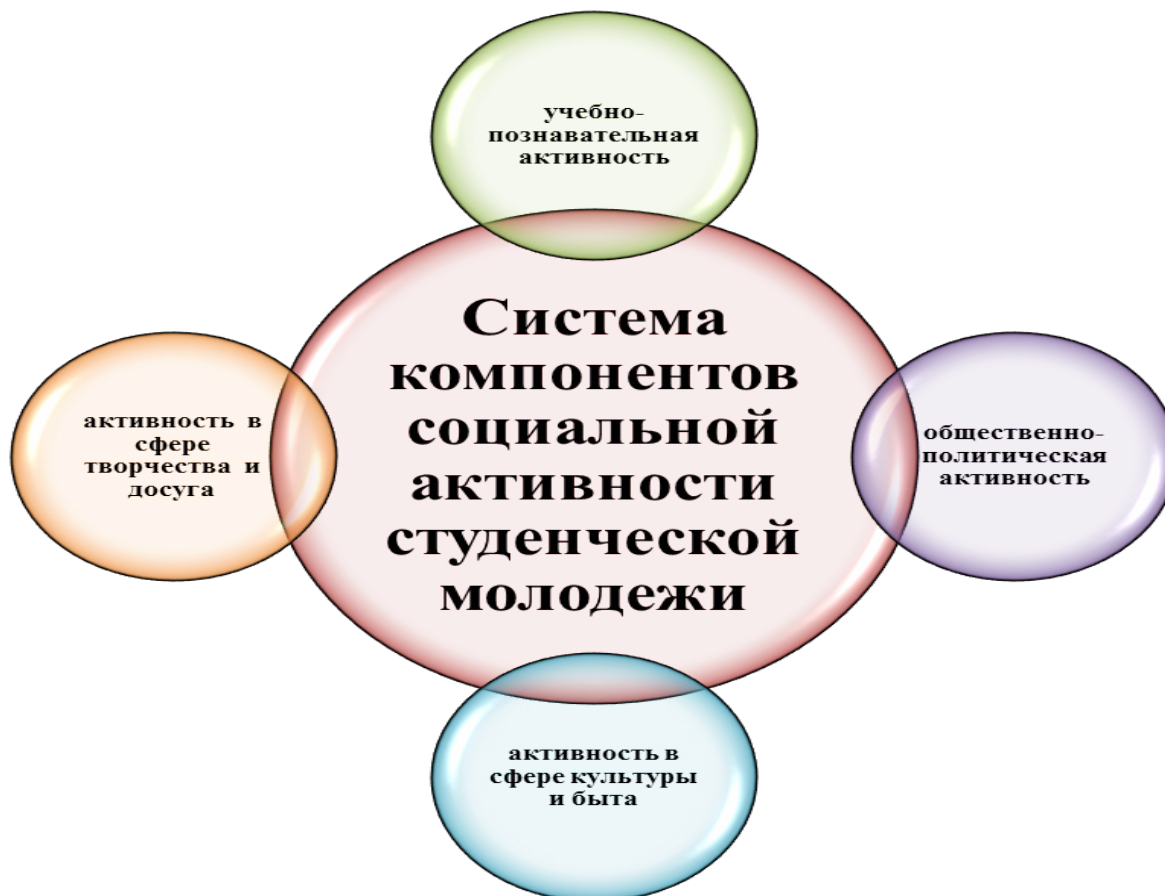 учебно-
познавательная
активность
Система
компонентов
социальной
активности
студенческой
молодежи
активность в
сфере
творчества и
досуга
общественно-
политическая
активность
активность в
сфере культуры
и быта